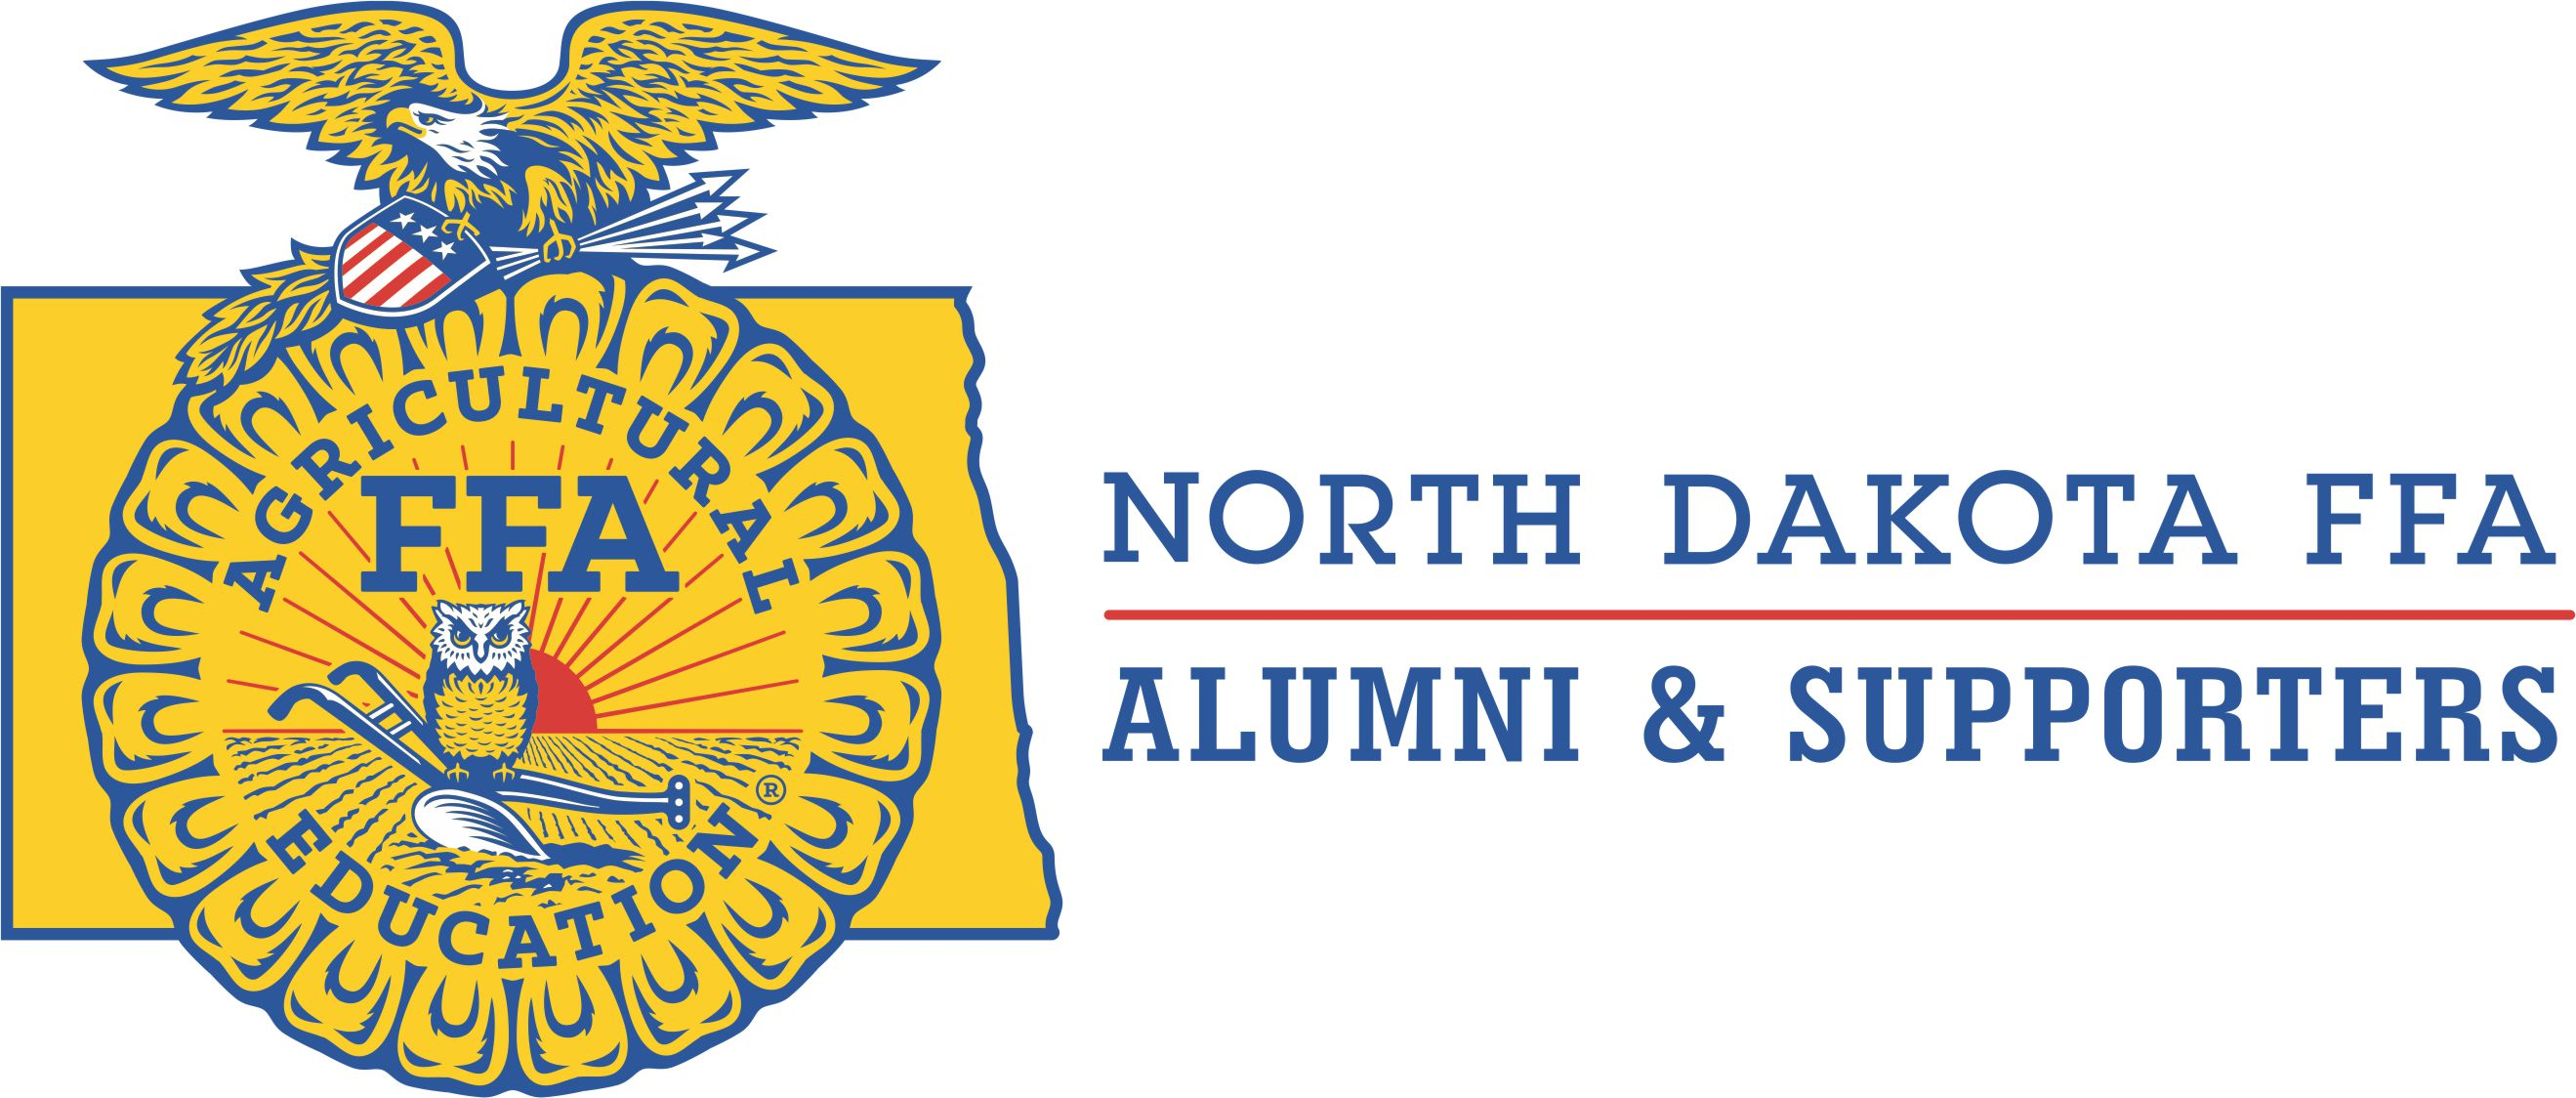 AGRICULTURAL
FFA
EDUCATION
®
NORTH DAKOTA FFA
ALUMNI & SUPPORTERS